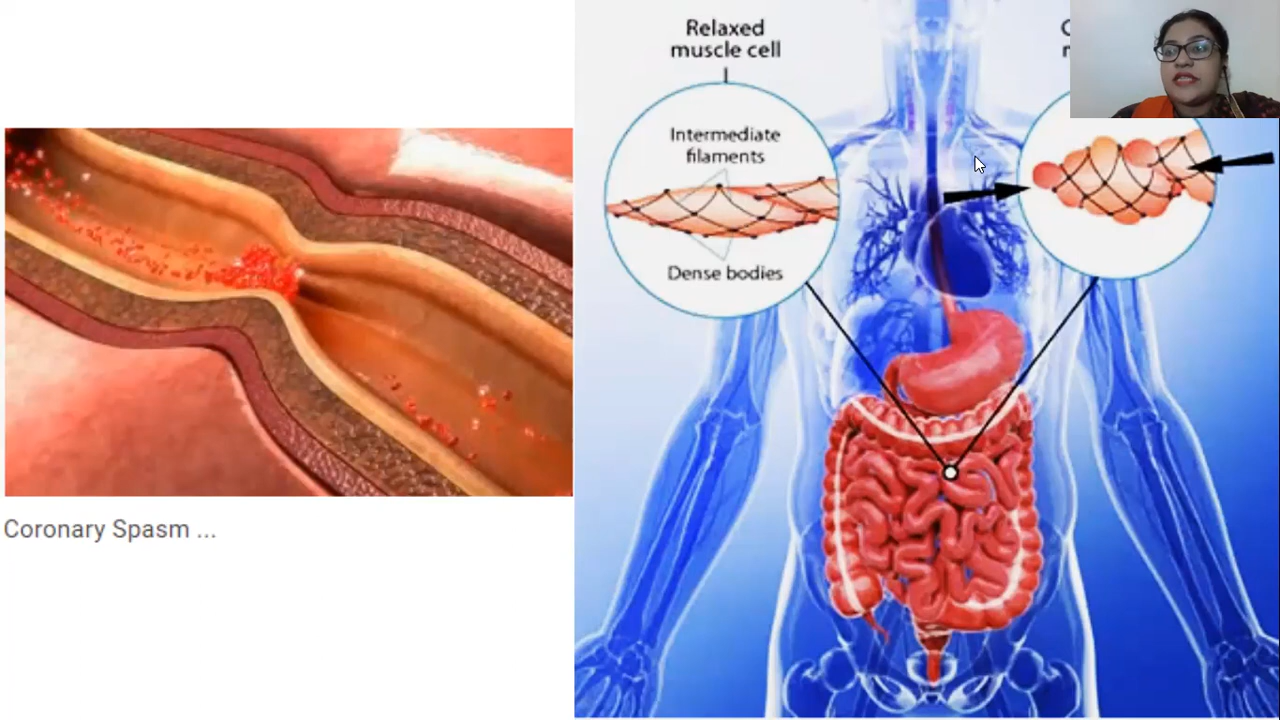 Relaxed
muscle cell
Intermediate
filaments
Dense bodies
Coronary Spasm ...